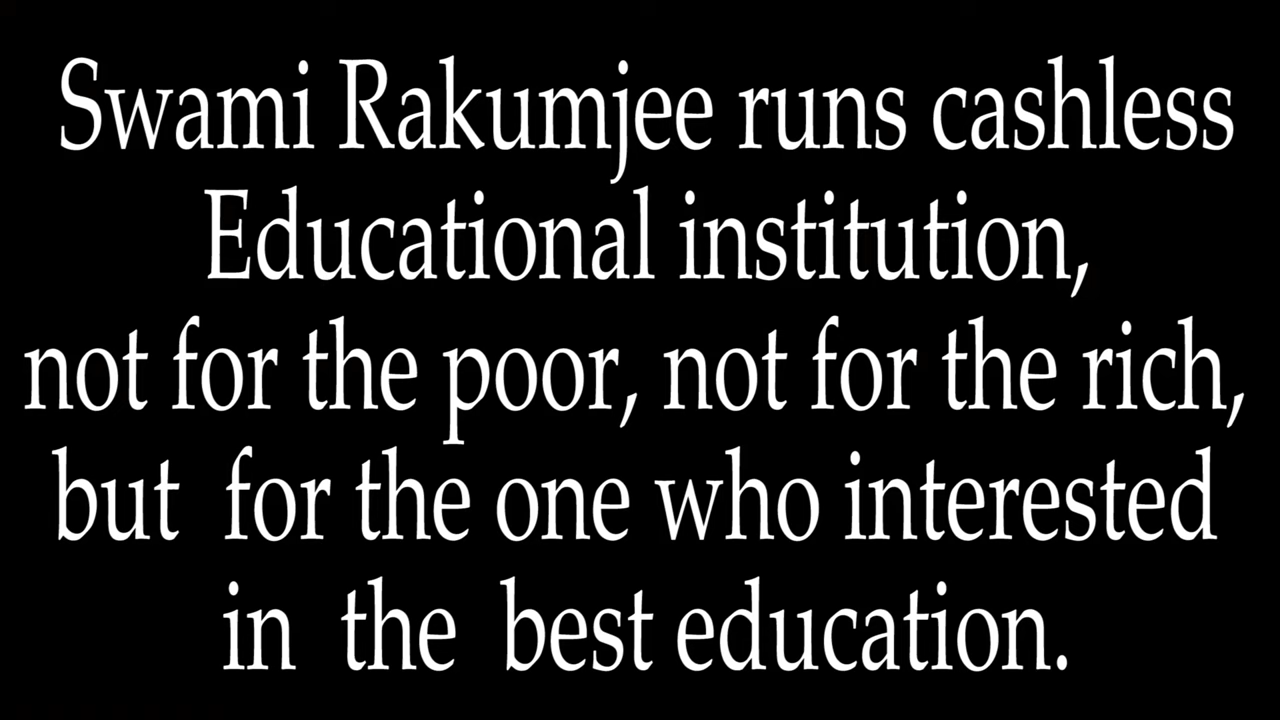 Swami Rakumjee runs cashless
Educational institution,
not for the poor, not for the rich,
but for the one who interested
in the best education.